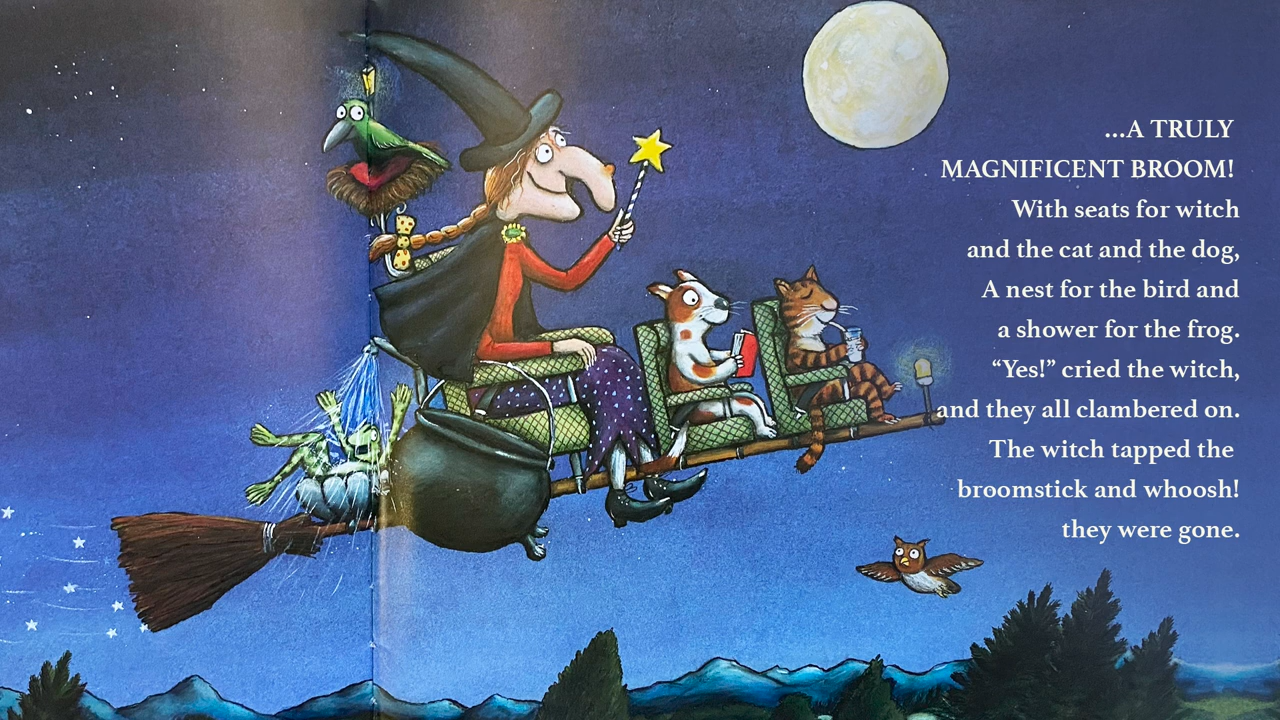 ...A TRULY
MAGNIFICENT BROOM!
With seats for witch
and the cat and the dog,
A nest for the bird and
a shower for the frog.
“Yes!” cried the witch,
and they all clambered on.
The witch tapped the
broomstick and whoosh!
they were gone.